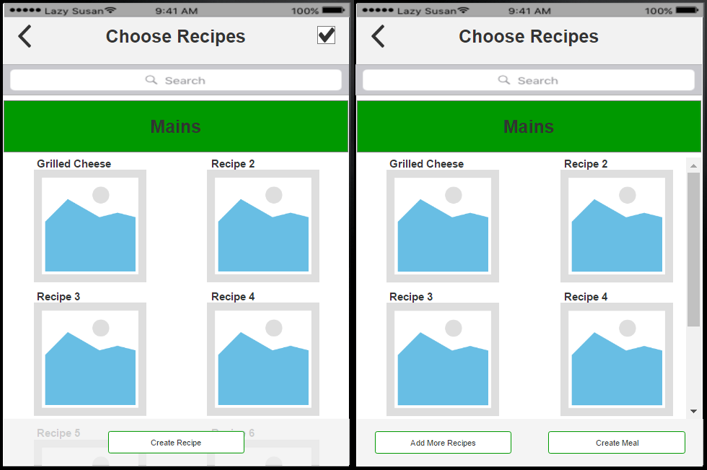 Lazy Susan 9:41 AM 100%
Choose Recipes
Search
Mains
Grilled Cheese Recipe 2
Recipe 3 Recipe 4
Recipe 5 Recipe 6
Create Recipe
Lazy Susan 9:41 AM 100%
Choose Recipes
Search
Mains
Grilled Cheese Recipe 2
Recipe 3 Recipe 4
Add More Recipes Create Meal